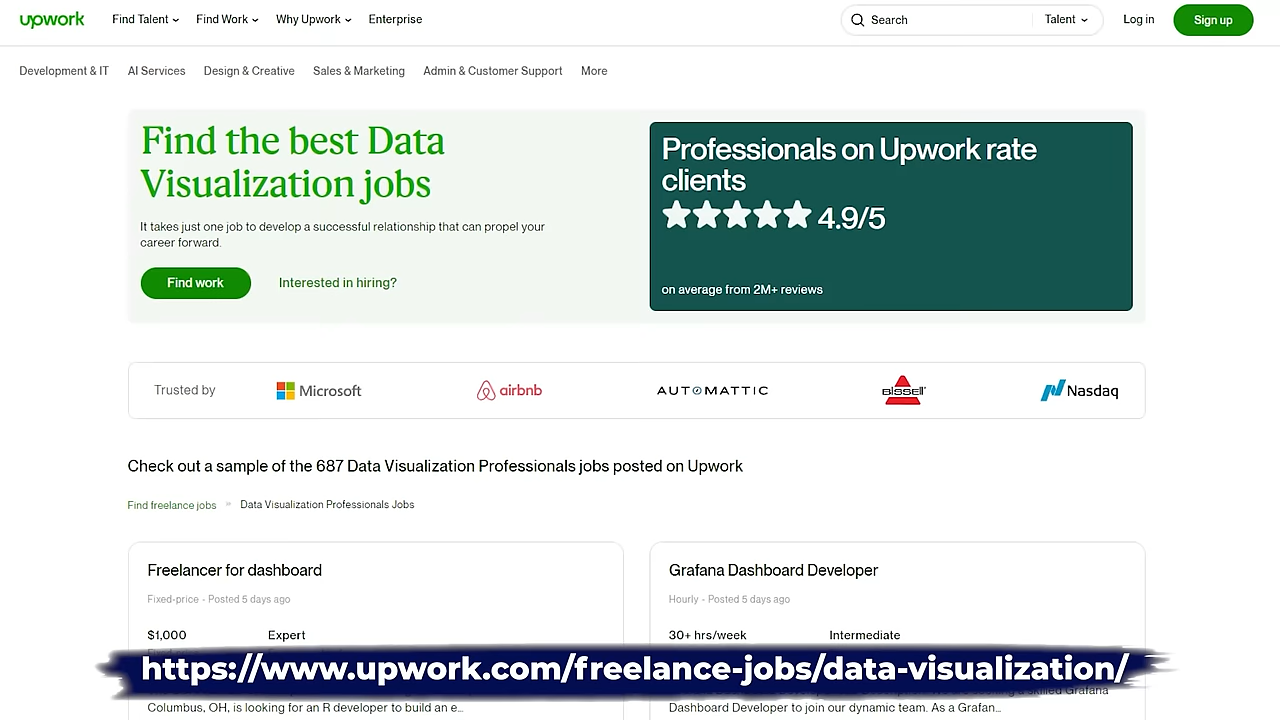 upwork Find Talent Find Work Why Upwork Enterprise Search Talent Log in Sign up
Development & IT AI Services Design & Creative Sales & Marketing Admin & Customer Support More
Find the best Data
Visualization jobs
It takes just one job to develop a successful relationship that can propel your
career forward.
Find work Interested in hiring?
Professionals on Upwork rate
clients
4.9/5
on average from 2M+ reviews
Trusted by Microsoft airbnb AUTOMATTIC BISSELL Nasdaq
Check out a sample of the 687 Data Visualization Professionals jobs posted on Upwork
Find freelance jobs » Data Visualization Professionals Jobs
Freelancer for dashboard
Fixed-price - Posted 5 days ago
$1,000 Expert
Columbus, OH, is looking for an R developer to build an e...
Grafana Dashboard Developer
Hourly - Posted 5 days ago
30+ hrs/week Intermediate
skilled Grafana
Dashboard Developer to join our dynamic team. As a Grafan...
https://www.upwork.com/freelance-jobs/data-visualization/